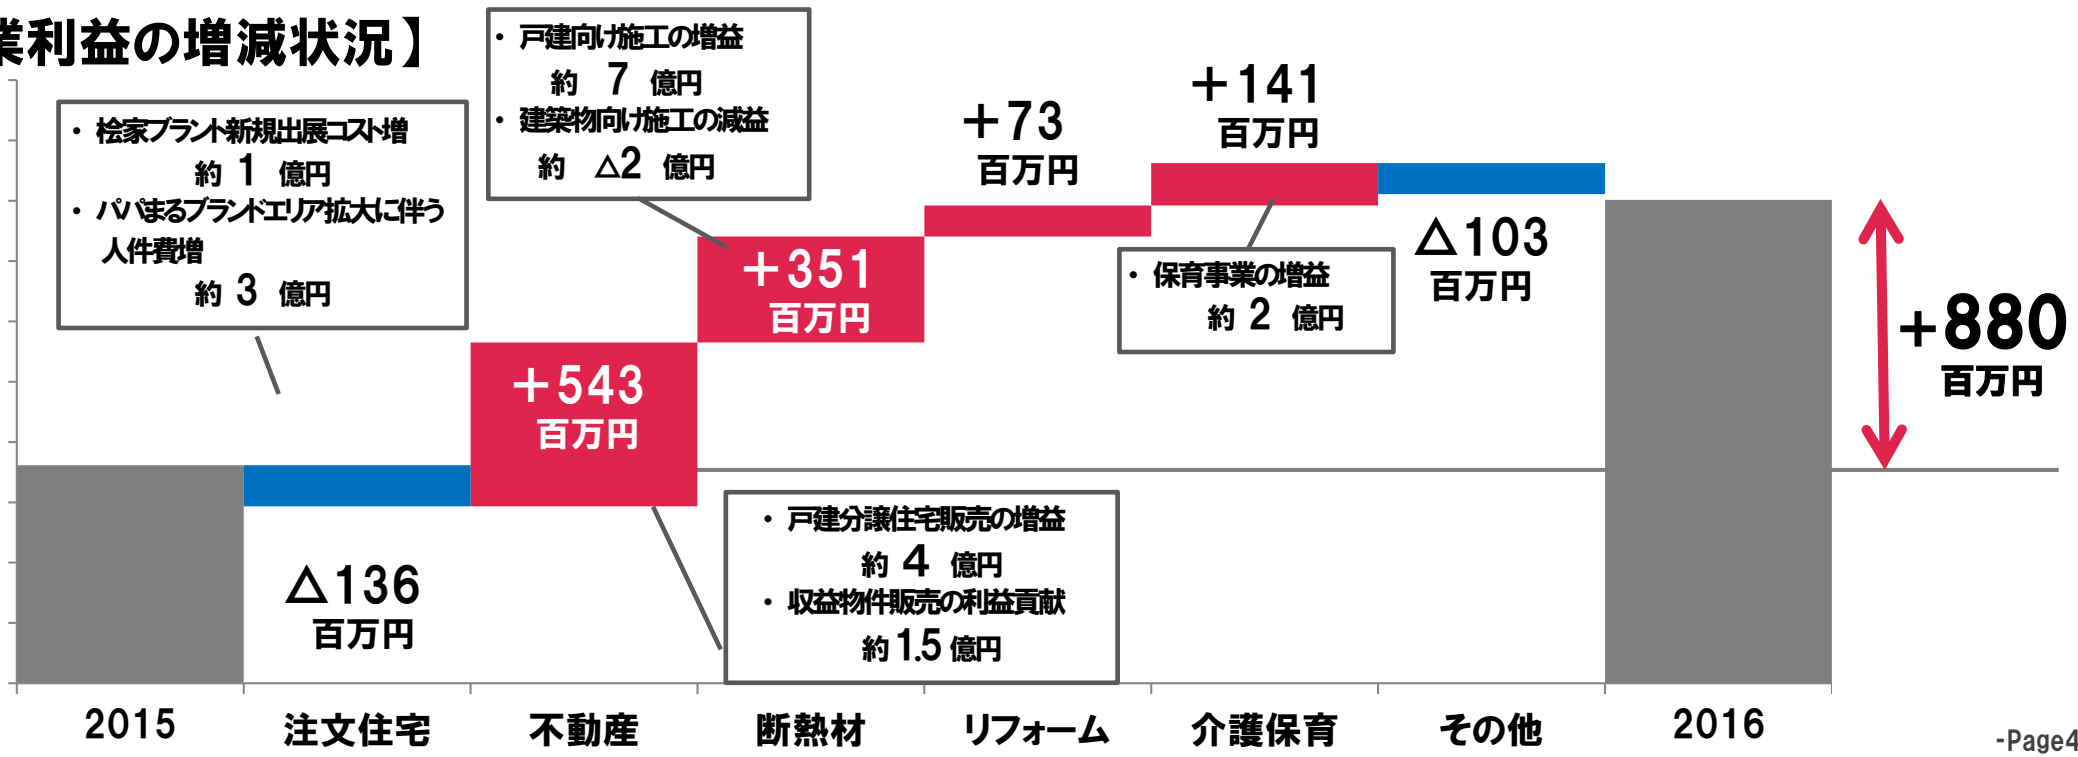 業利益の増減状況】
・ 桧家ブランド新規出展コスト増
約 1 億円
・ パパまるブランドエリア拡大に伴う
人件費増
約 3 億円
・ 戸建向け施工の増益
約 7 億円
・ 建築物向け施工の減益
約 △2 億円
+73
百万円
+141
百万円
+351
百万円
・ 保育事業の増益
約 2 億円
△103
百万円
+880
百万円
+543
百万円
△136
百万円
・ 戸建分譲住宅販売の増益
約 4 億円
・ 収益物件販売の利益貢献
約 1.5 億円
2015 注文住宅 不動産 断熱材 リフォーム 介護保育 その他 2016
-Page4